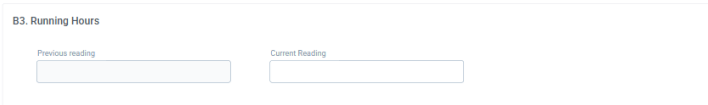 B3. Running Hours
Previous reading
Current Reading